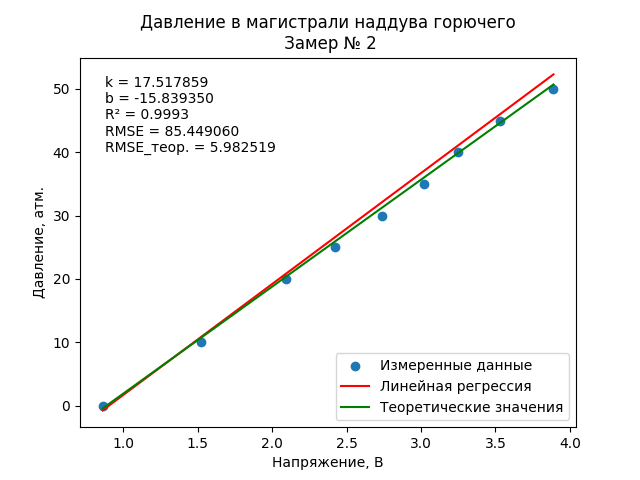 Давление в магистрали наддува горючего
Замер № 2
k = 17.517859
b = -15.839350
R² = 0.9993
RMSE = 85.449060
RMSE_теор. = 5.982519
Давление, атм.
50
40
30
20
10
0
Измеренные данные
Линейная регрессия
Теоретические значения
1.0 1.5 2.0 2.5 3.0 3.5 4.0
Напряжение, В